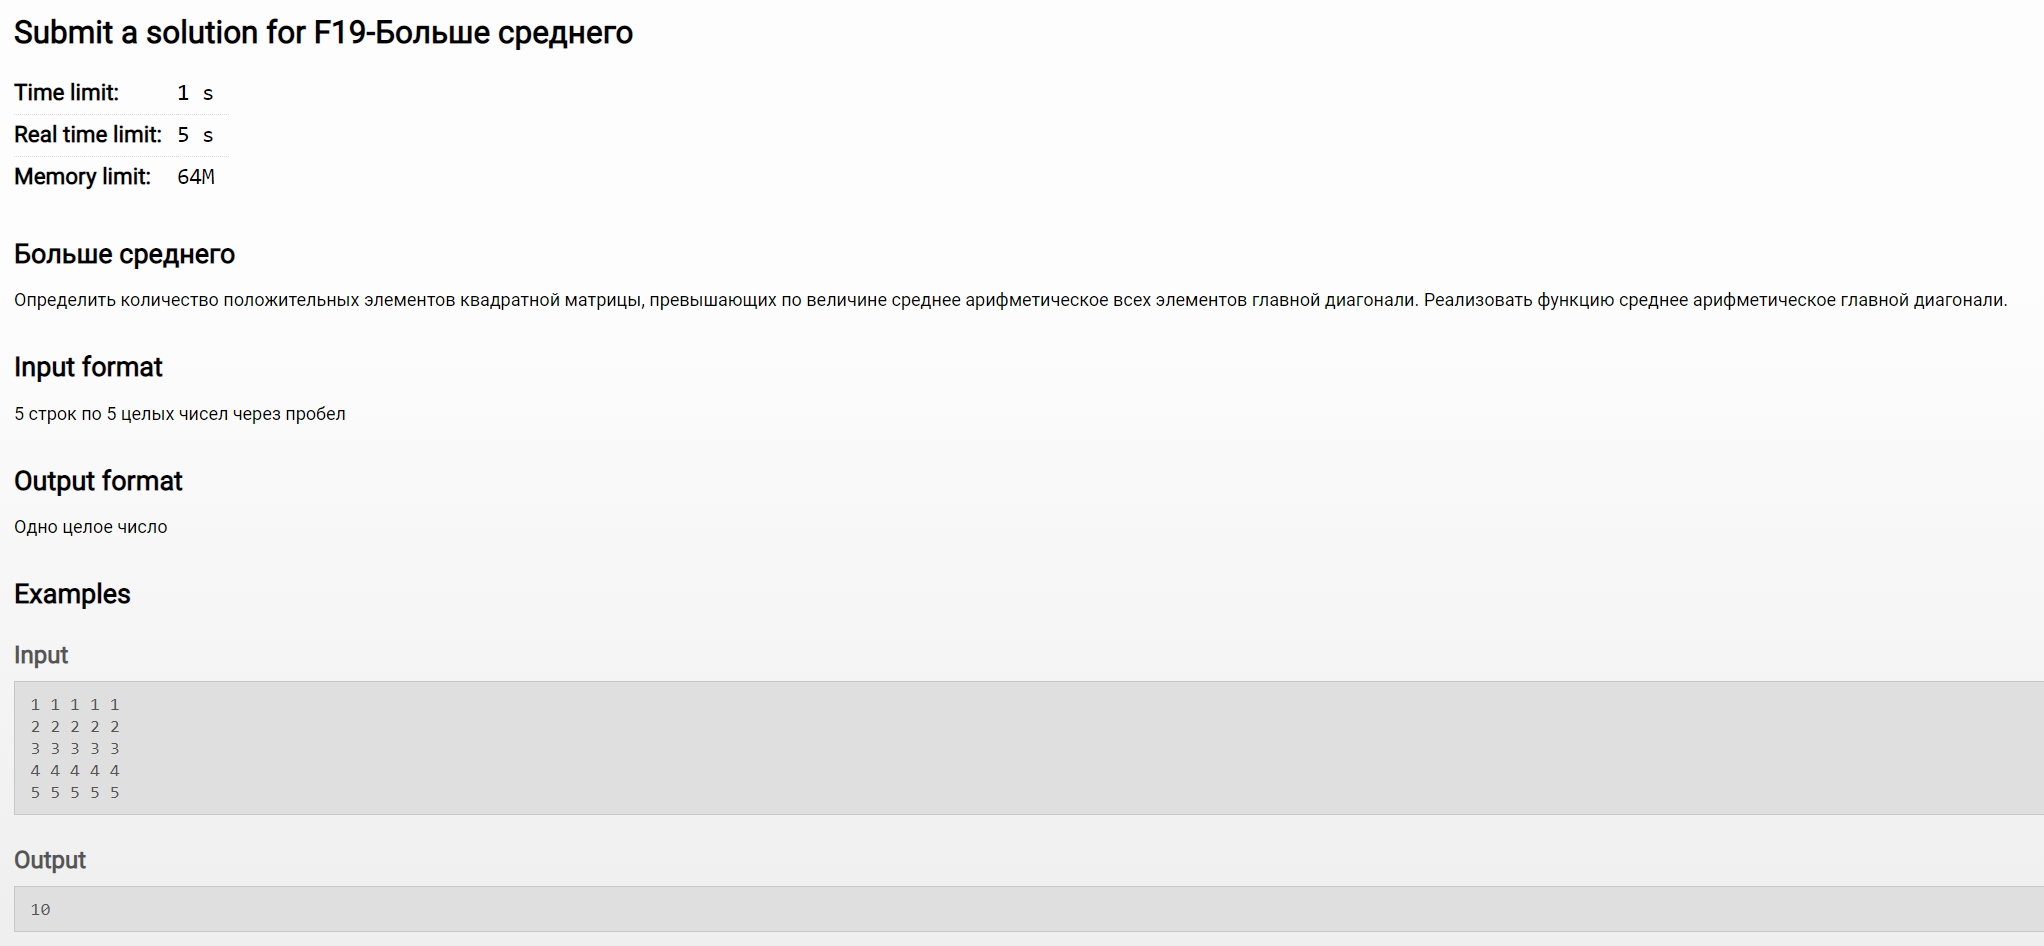 Submit a solution for F19-Больше среднего
Time limit: 1 s
Real time limit: 5 s
Memory limit: 64M
Больше среднего
Определить количество положительных элементов квадратной матрицы, превышающих по величине среднее арифметическое всех элементов главной диагонали. Реализовать функцию среднее арифметическое главной диагонали.
Input format
5 строк по 5 целых чисел через пробел
Output format
Одно целое число
Examples
Input
1 1 1 1 1
2 2 2 2 2
3 3 3 3 3
4 4 4 4 4
5 5 5 5 5
Output
10